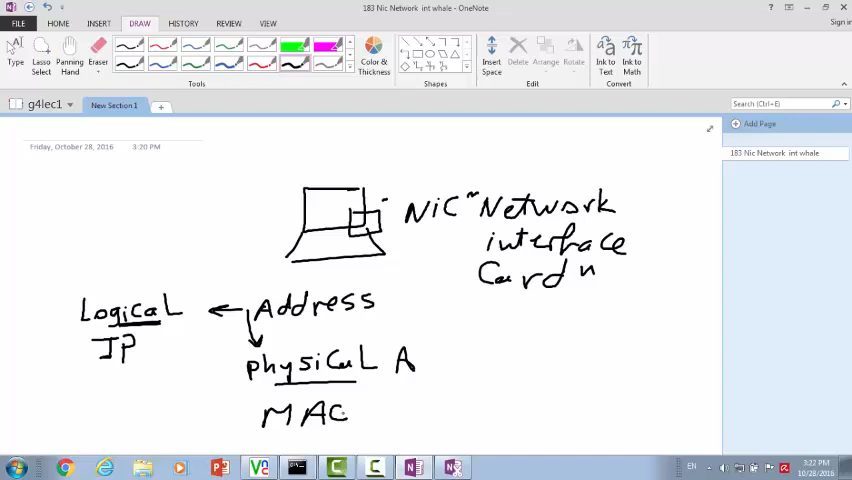 183 Nic Network int whale - OneNote
FILE HOME INSERT DRAW HISTORY REVIEW VIEW
Sign in
Type
Lasso Select
Panning Hand
Eraser
Color & Thickness
Insert Space
Delete
Arrange
Rotate
Ink to Text
Ink to Math
Tools
Shapes
Edit
Convert
g4lec1
New Section 1
Search (Ctrl+E)
Add Page
Friday, October 28, 2016 3:20 PM
183 Nic Network int whale
NiC "Network
interface
Card"
Logical ← Address
IP
physical A
MAC
EN
3:22 PM
10/28/2016